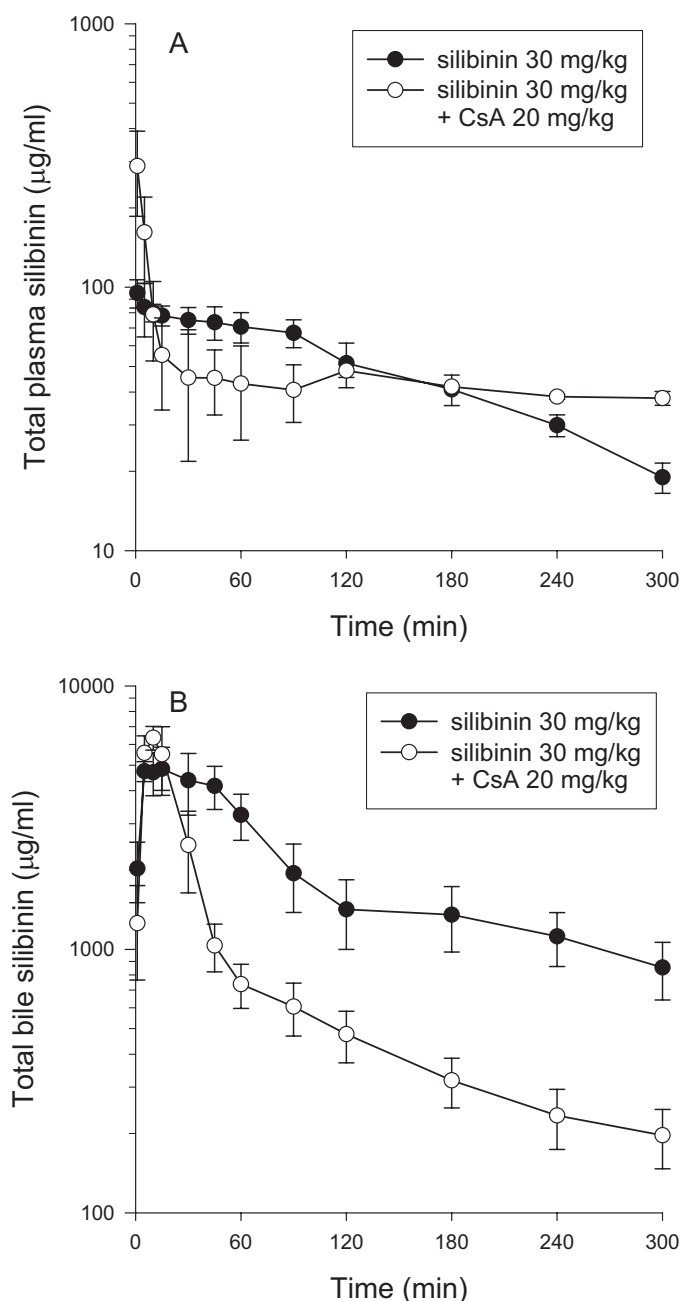 A
silibinin 30 mg/kg
silibinin 30 mg/kg
+ CsA 20 mg/kg
Total plasma silibinin (μg/ml)
1000
100
10
0 60 120 180 240 300
Time (min)
B
silibinin 30 mg/kg
silibinin 30 mg/kg
+ CsA 20 mg/kg
Total bile silibinin (μg/ml)
10000
1000
100
0 60 120 180 240 300
Time (min)